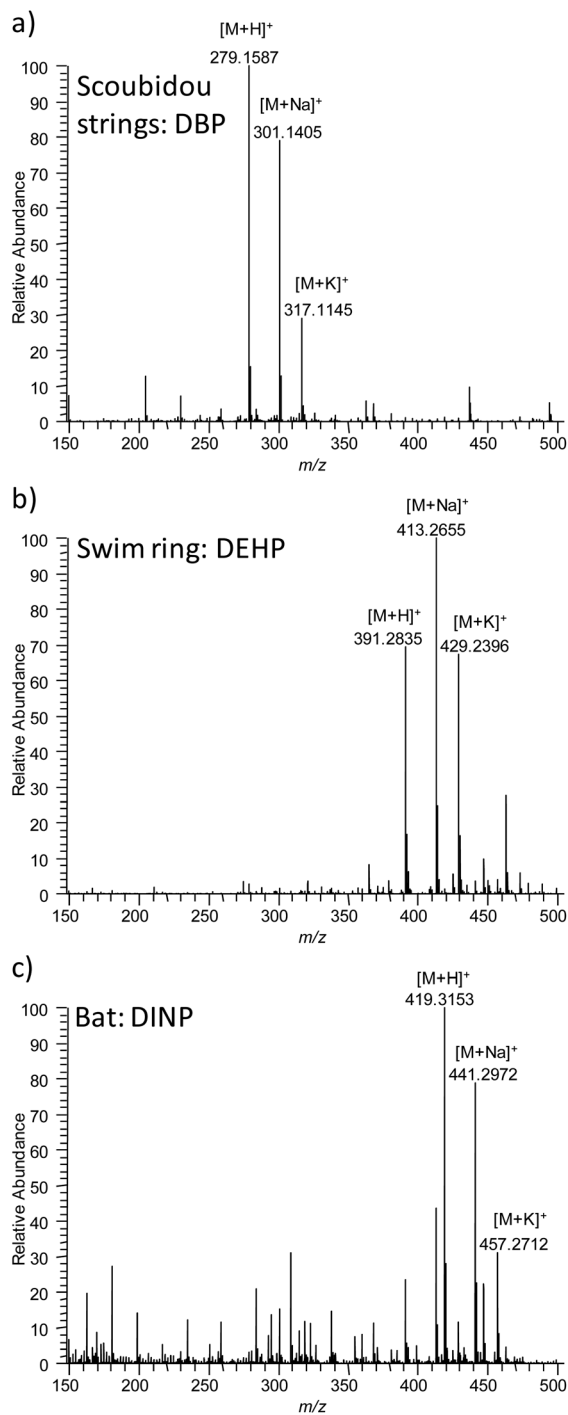 a)
[M+H]⁺
279.1587
Scoubidou
strings: DBP
[M+Na]⁺
301.1405
[M+K]⁺
317.1145
Relative Abundance
100
90
80
70
60
50
40
30
20
10
0
150 200 250 300 350 400 450 500
m/z
b)
[M+Na]⁺
413.2655
Swim ring: DEHP
[M+H]⁺
391.2835
[M+K]⁺
429.2396
Relative Abundance
100
90
80
70
60
50
40
30
20
10
0
150 200 250 300 350 400 450 500
m/z
c)
[M+H]⁺
419.3153
Bat: DINP
[M+Na]⁺
441.2972
[M+K]⁺
457.2712
Relative Abundance
100
90
80
70
60
50
40
30
20
10
0
150 200 250 300 350 400 450 500
m/z